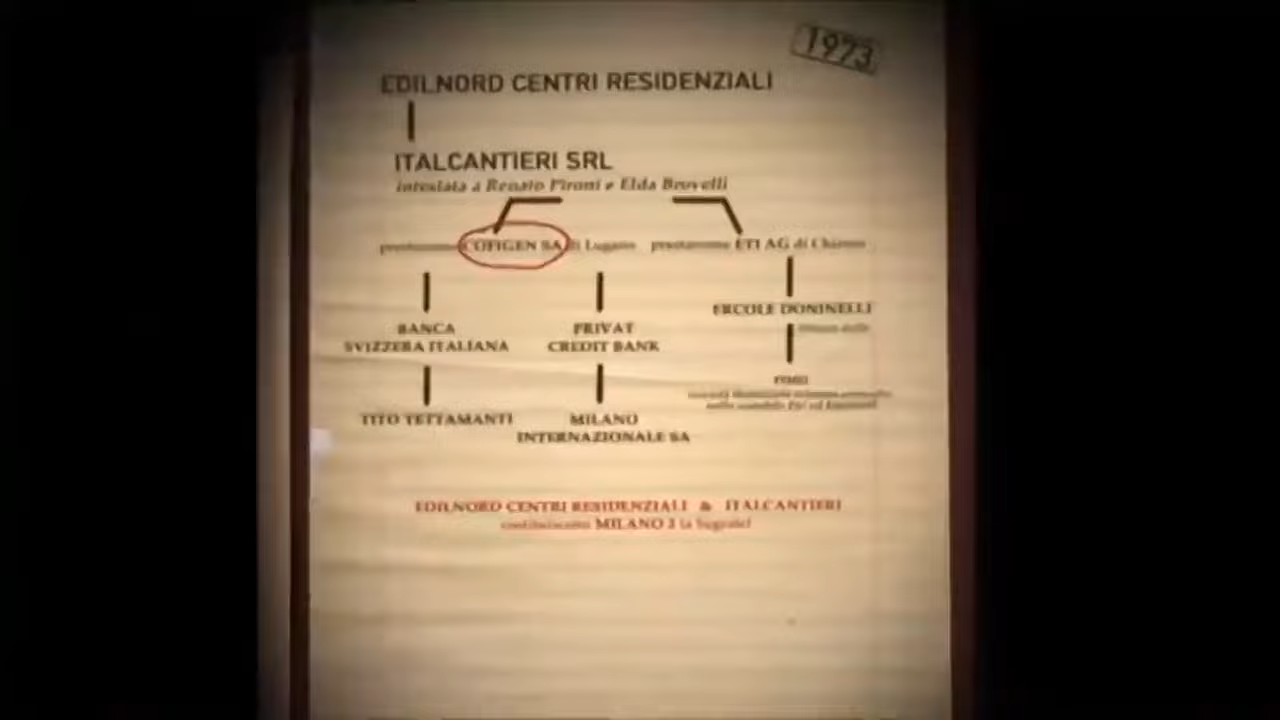 1973
EDILNORD CENTRI RESIDENZIALI
ITALCANTIERI SRL
intestata a Renato Pironi e Elda Brovelli
prestanome COFIGEN SA di Lugano
prestanome ETI AG di Chiasso
ERCOLE DONINELLI
BANCA
SVIZZERA ITALIANA
PRIVAT
CREDIT BANK
TITO TETTAMANTI
MILANO
INTERNAZIONALE SA
EDILNORD CENTRI RESIDENZIALI & ITALCANTIERI
costituiscono MILANO 2 (a Segrate)